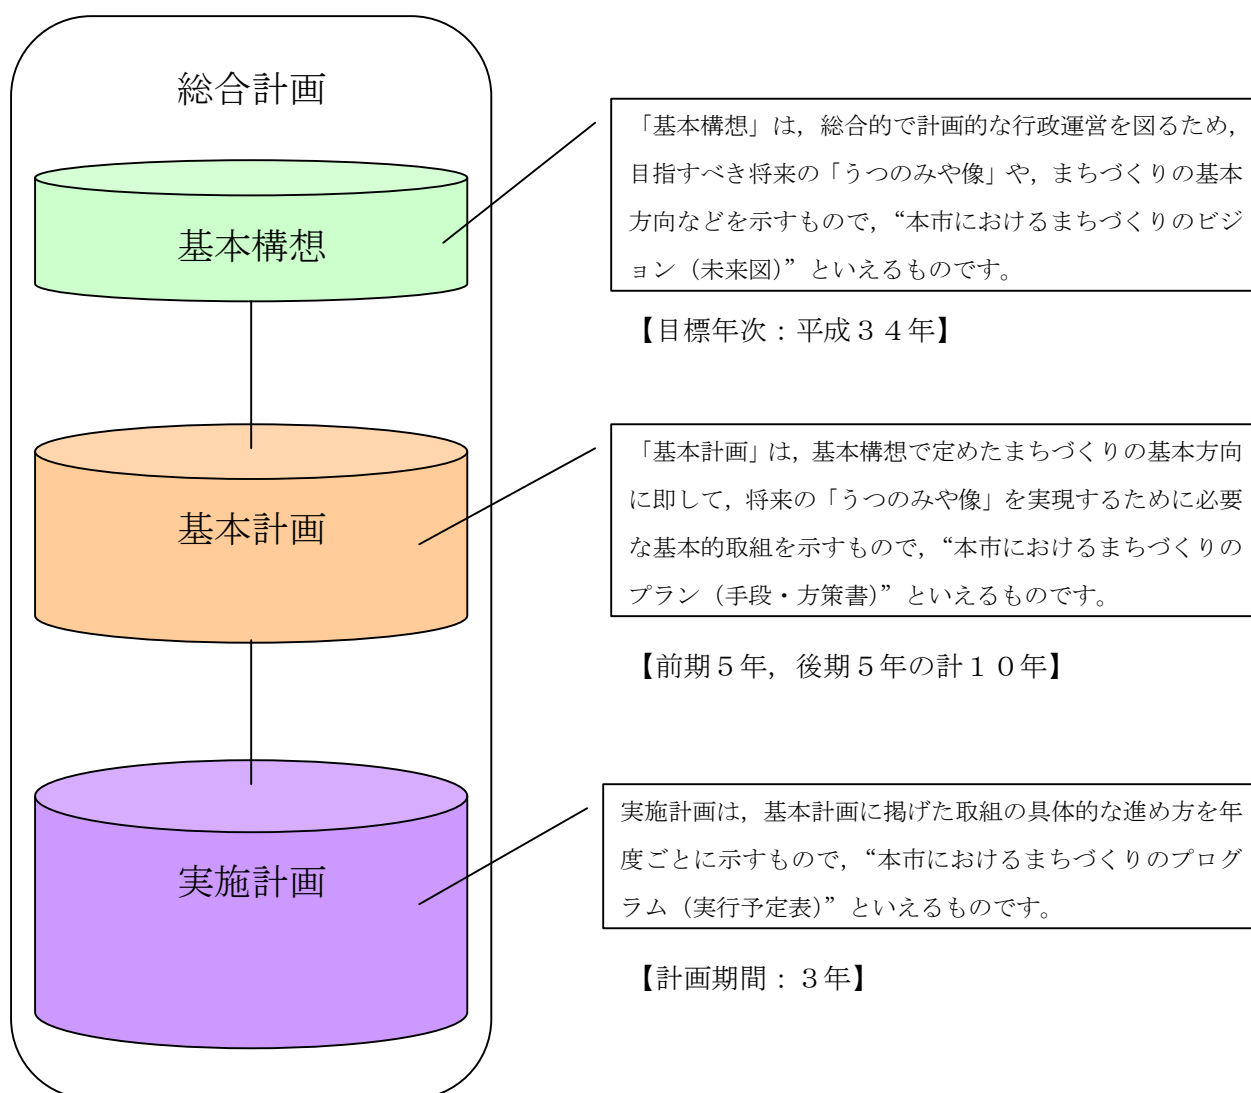 総合計画
基本構想
「基本構想」は，総合的で計画的な行政運営を図るため，
目指すべき将来の「うつのみや像」や，まちづくりの基本
方向などを示すもので，“本市におけるまちづくりのビジ
ョン（未来図）”といえるものです。
【目標年次：平成３４年】
基本計画
「基本計画」は，基本構想で定めたまちづくりの基本方向
に即して，将来の「うつのみや像」を実現するために必要
な基本的取組を示すもので，“本市におけるまちづくりの
プラン（手段・方策書）”といえるものです。
【前期５年，後期５年の計１０年】
実施計画
実施計画は，基本計画に掲げた取組の具体的な進め方を年
度ごとに示すもので，“本市におけるまちづくりのプログ
ラム（実行予定表）”といえるものです。
【計画期間：３年】